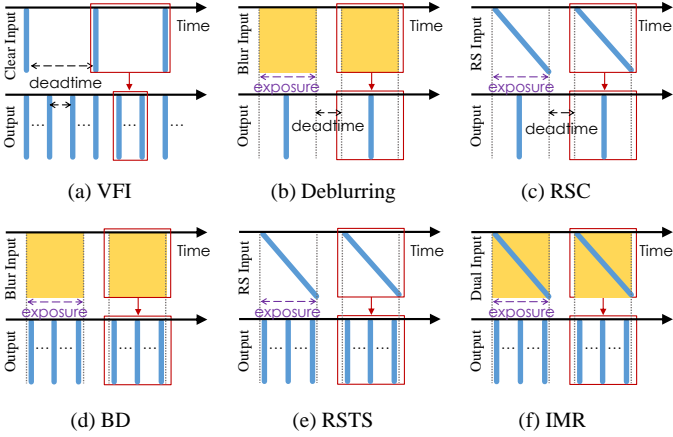 Clear Input
Time
deadtime
Output
... ... ...
(a) VFI
Blur Input
Time
exposure
deadtime
Output
(b) Deblurring
RS Input
Time
exposure
deadtime
Output
(c) RSC
Blur Input
Time
exposure
Output
... ...
(d) BD
RS Input
Time
exposure
Output
... ...
(e) RSTS
Dual Input
Time
exposure
Output
... ...
(f) IMR